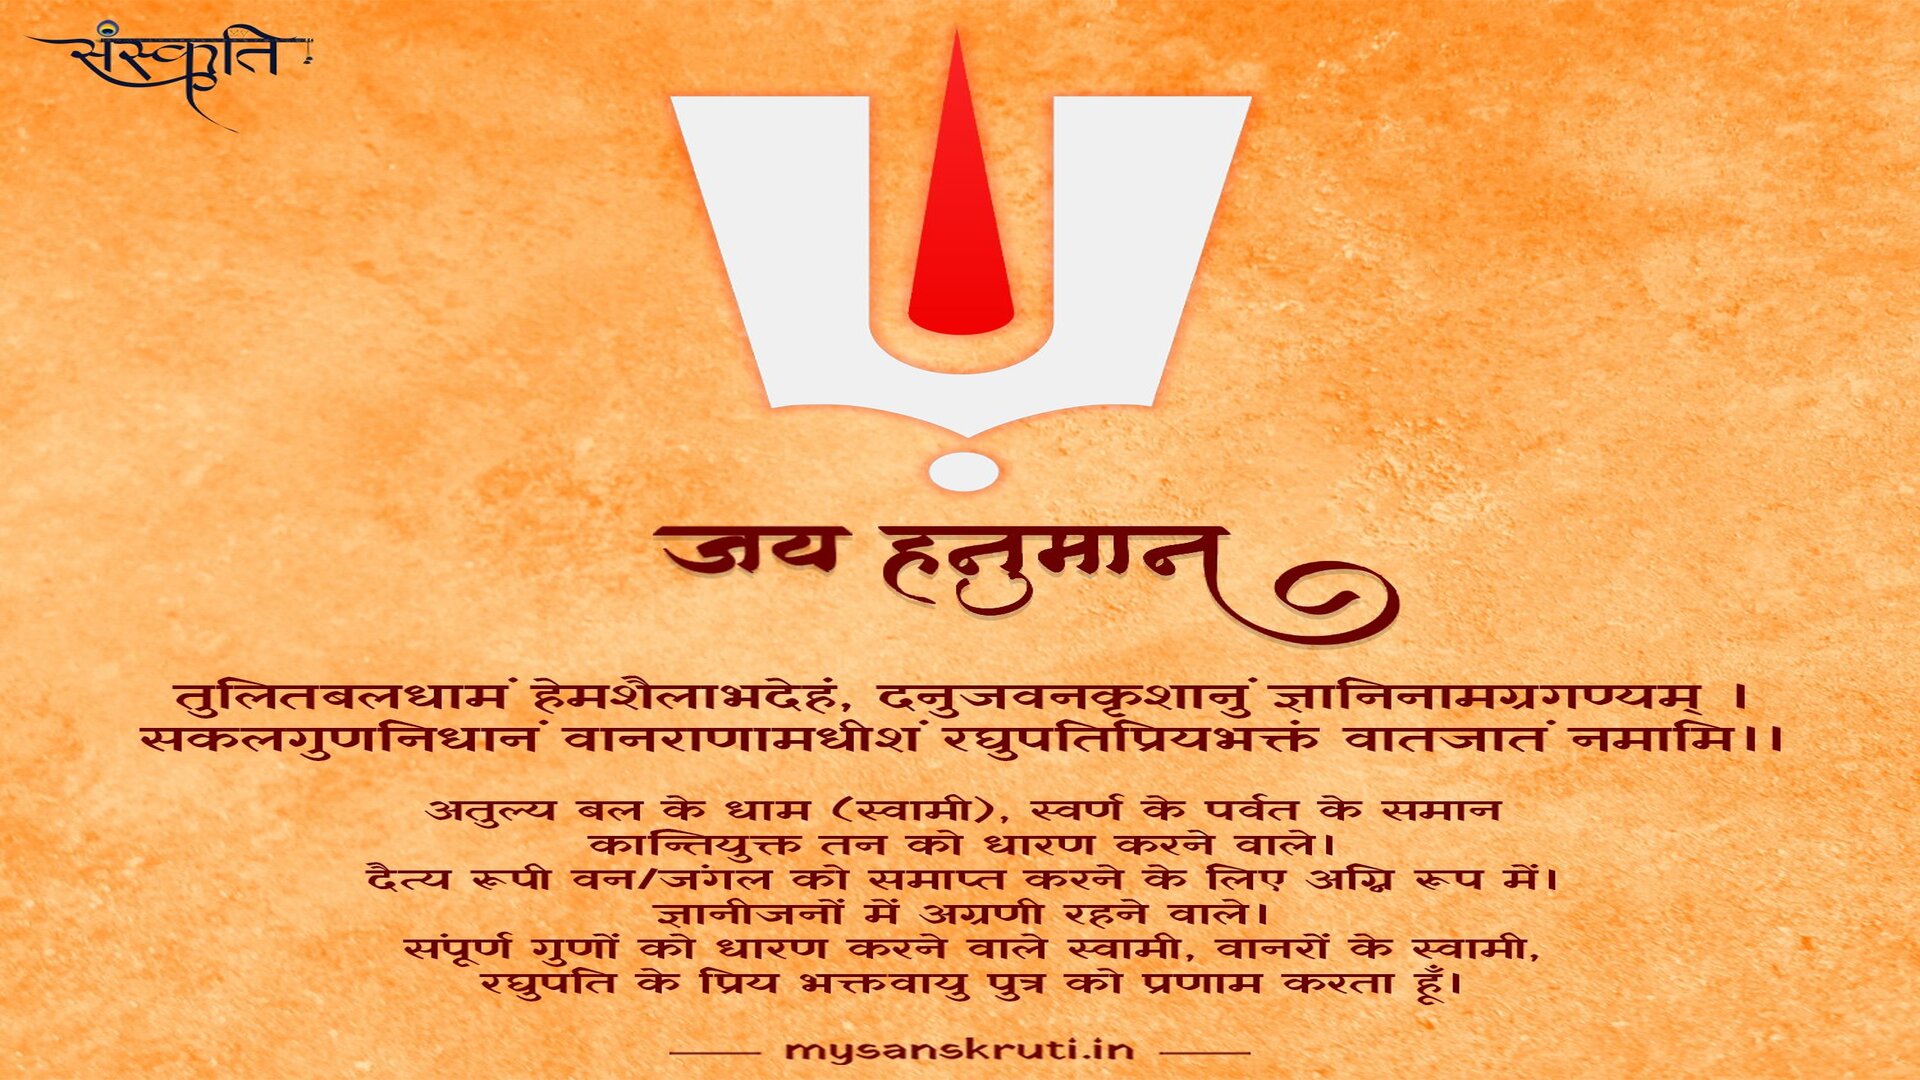 संस्कृति
जय हनुमान
तुलितबलधामं हेमशैलाभदेहं, दनुजवनकृशानुं ज्ञानिनामग्रगण्यम् ।
सकलगुणनिधानं वानराणामधीशं रघुपतिप्रियभक्तं वातजातं नमामि।।
अतुल्य बल के धाम (स्वामी), स्वर्ण के पर्वत के समान
कान्तियुक्त तन को धारण करने वाले।
दैत्य रूपी वन/जंगल को समाप्त करने के लिए अग्नि रूप में।
ज्ञानीजनों में अग्रणी रहने वाले।
संपूर्ण गुणों को धारण करने वाले स्वामी, वानरों के स्वामी,
रघुपति के प्रिय भक्तवायु पुत्र को प्रणाम करता हूँ।
mysanskruti.in